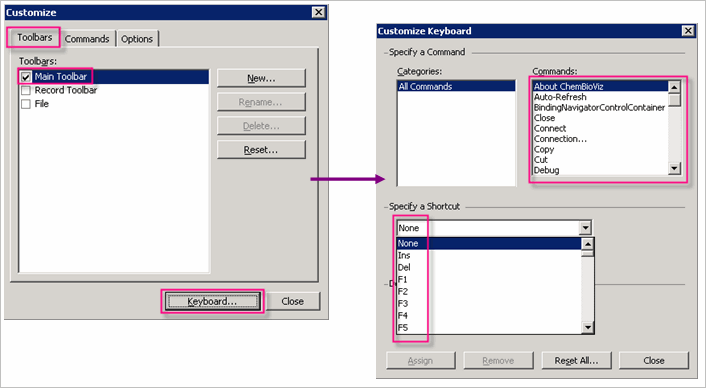 Customize
Toolbars Commands Options
Toolbars:
Main Toolbar
Record Toolbar
File
New...
Rename...
Delete...
Reset...
Keyboard...
Close
Customize Keyboard
Specify a Command
Categories:
All Commands
Commands:
About ChemBioViz
Auto-Refresh
BindingNavigatorControlContainer
Close
Connect
Connection...
Copy
Cut
Debug
Specify a Shortcut
None
None
Ins
Del
F1
F2
F3
F4
F5
Assign
Remove
Reset All...
Close